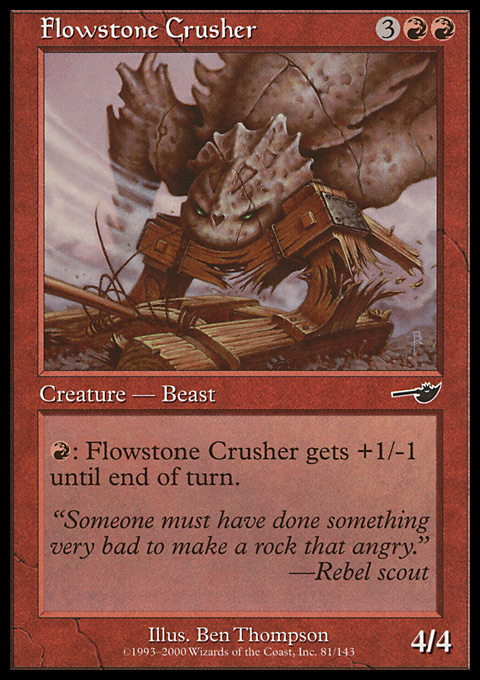 Flowstone Crusher 3
Creature — Beast
: Flowstone Crusher gets +1/-1
until end of turn.
“Someone must have done something
very bad to make a rock that angry.”
—Rebel scout
Illus. Ben Thompson
©1993–2000 Wizards of the Coast, Inc. 81/143
4/4